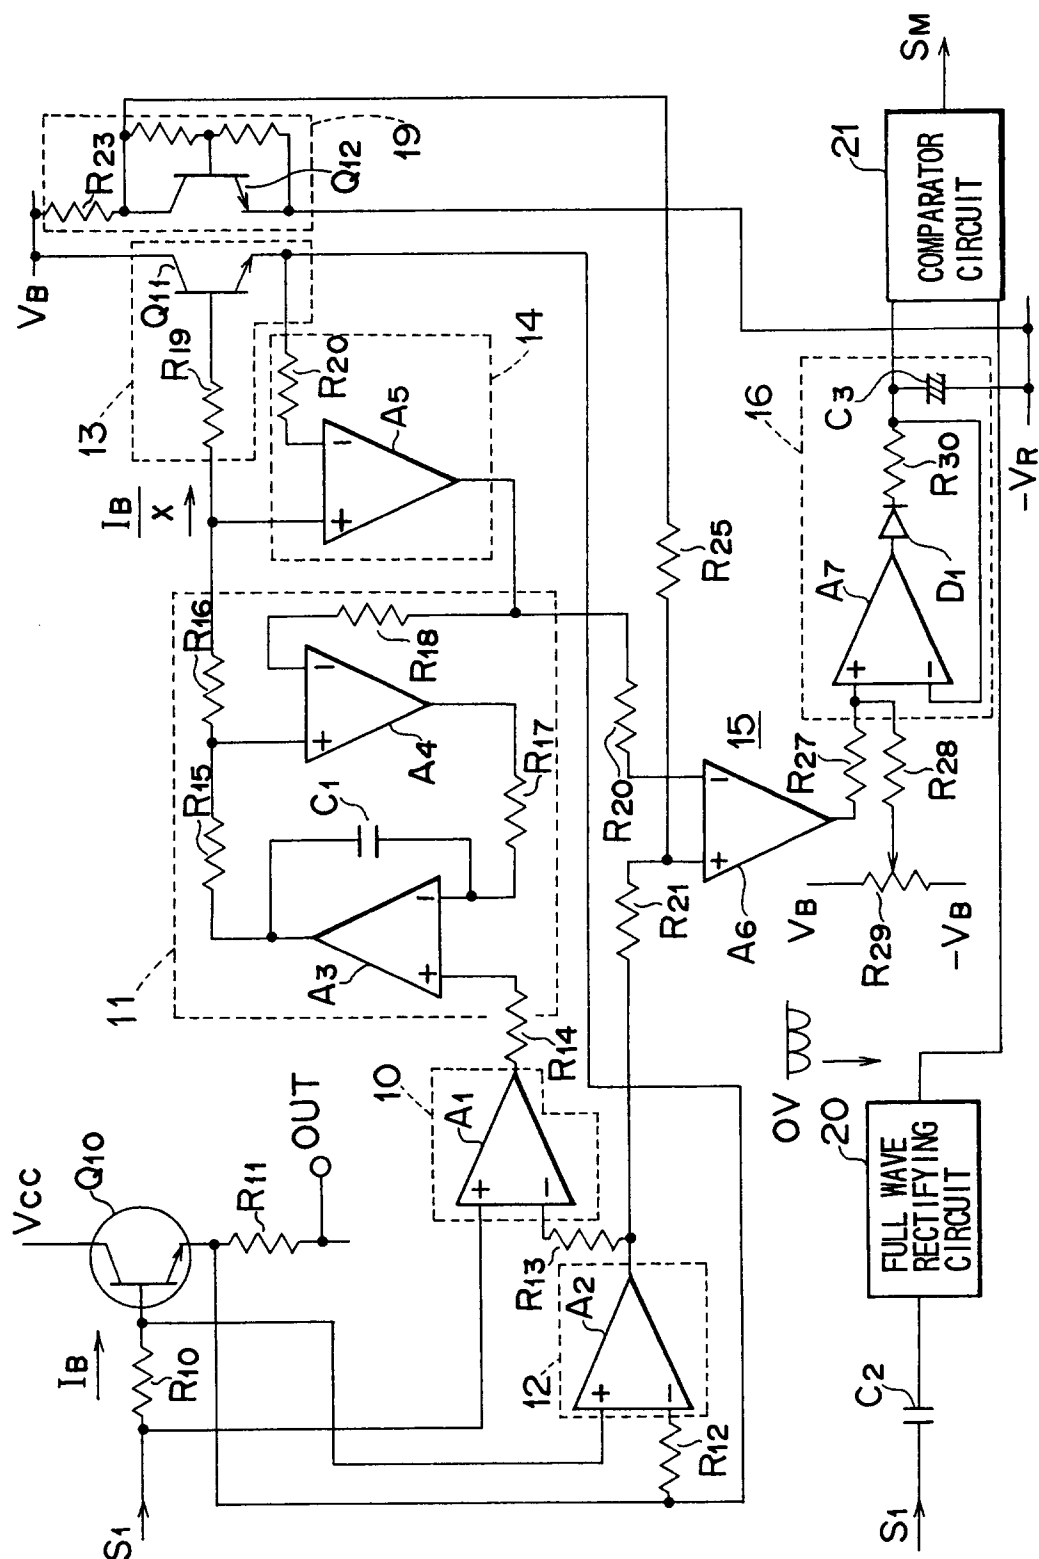 VCC
Q10
IB
R10
R11
OUT
S1
10
A1
R13
R14
12
A2
R12
11
R15
R16
A3
C1
A4
R17
R18
IB
X
13
R19
Q11
VB
R23
19
Q12
14
R20
A5
R20
R21
R25
A6
15
R27
R28
VB
R29
-VB
16
A7
D1
R30
C3
-VR
21
COMPARATOR
CIRCUIT
SM
S1
C2
20
FULL WAVE
RECTIFYING
CIRCUIT
0V
+
−
+
−
+
−
+
−
+
−
+
−
+
−